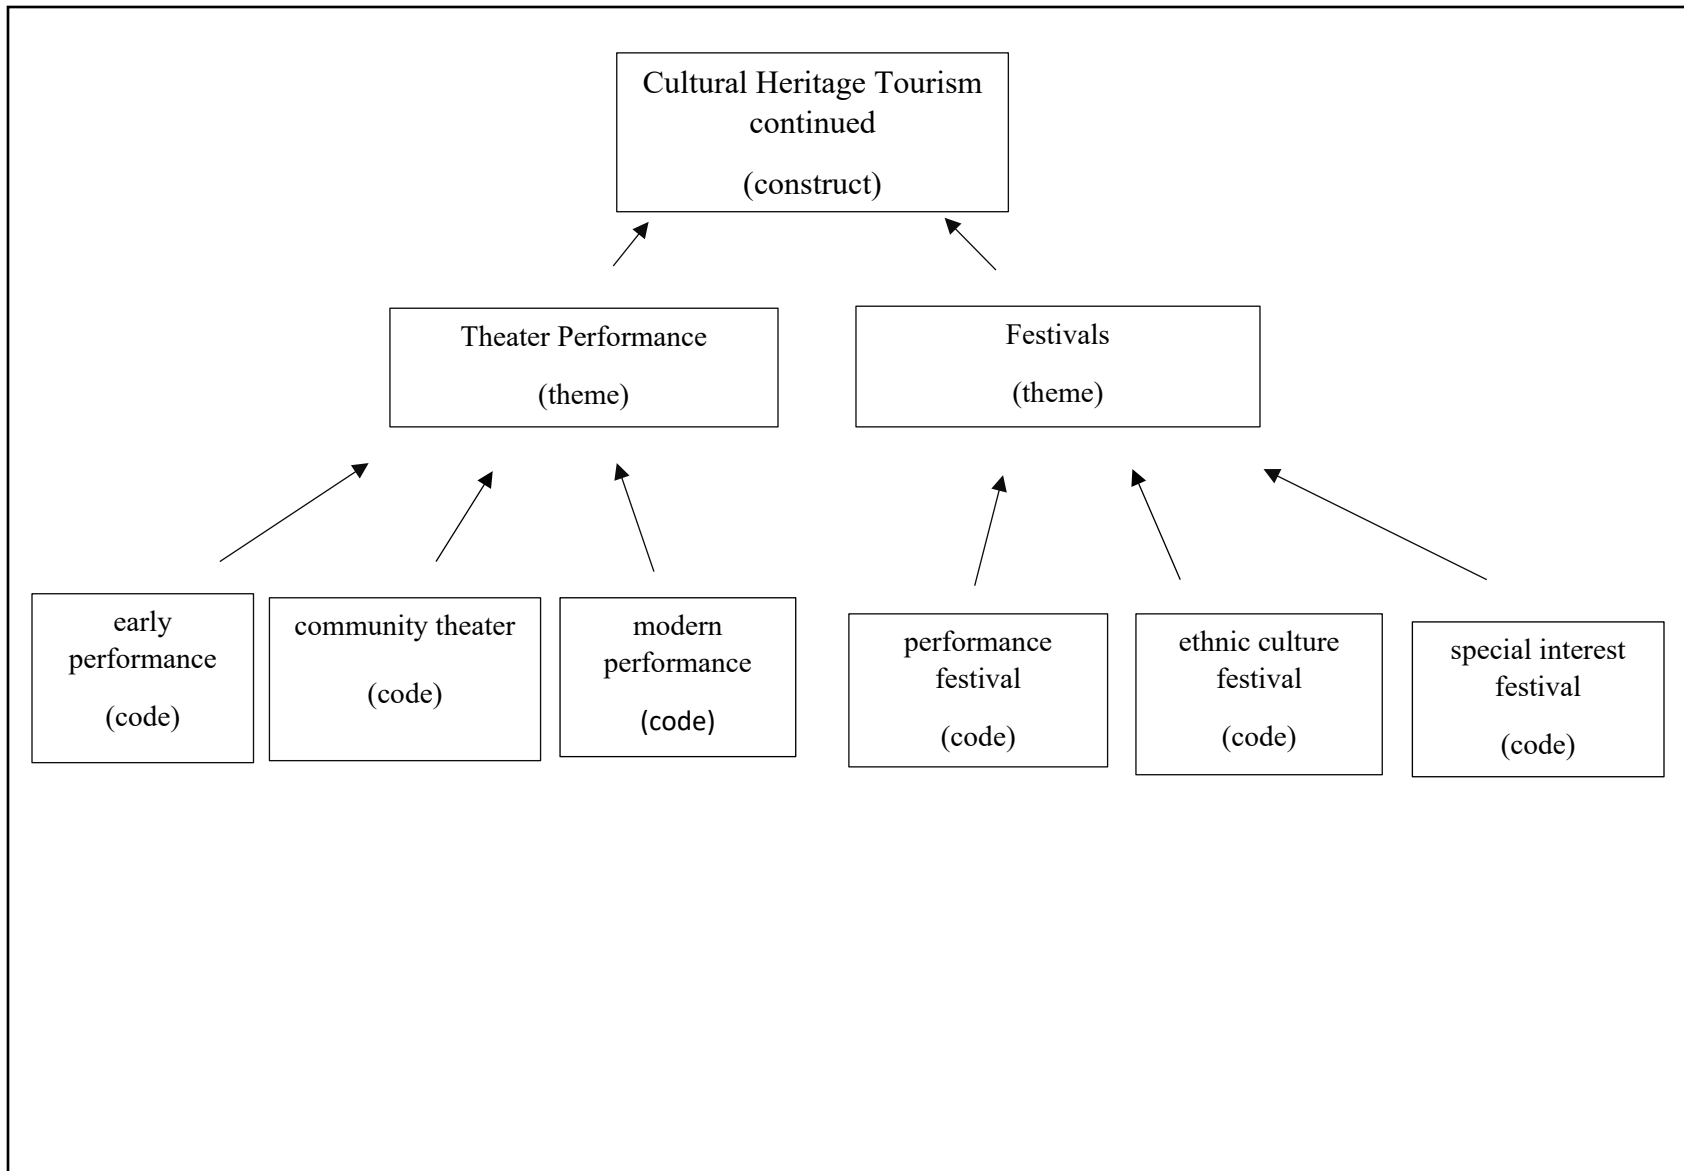 Cultural Heritage Tourism
continued
(construct)
Theater Performance
(theme)
Festivals
(theme)
early
performance
(code)
community theater
(code)
modern
performance
(code)
performance
festival
(code)
ethnic culture
festival
(code)
special interest
festival
(code)